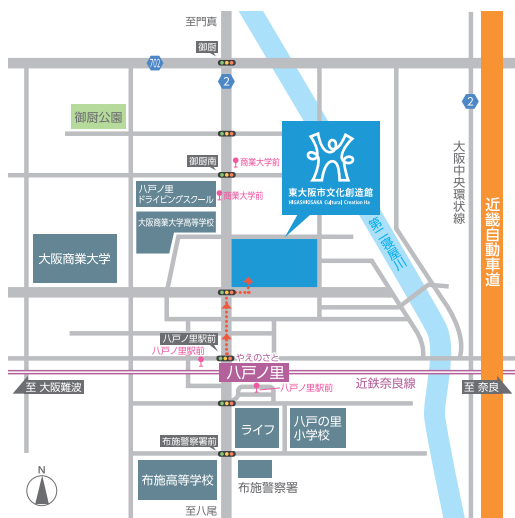 至門真
御厨
702
2
2
御厨公園
御厨南
商業大学前
八戸ノ里
ドライビングスクール
商業大学前
大阪商業大学高等学校
大阪商業大学
東大阪市文化創造館
HIGASHIOSAKA Cultural Creation Ha
第二寝屋川
大阪中央環状線
近畿自動車道
八戸ノ里駅前
八戸ノ里駅前
やえのさと
八戸ノ里
近鉄奈良線
至 大阪難波
至 奈良
八戸ノ里駅前
ライフ
八戸の里
小学校
布施警察署前
布施高等学校
布施警察署
至八尾
N